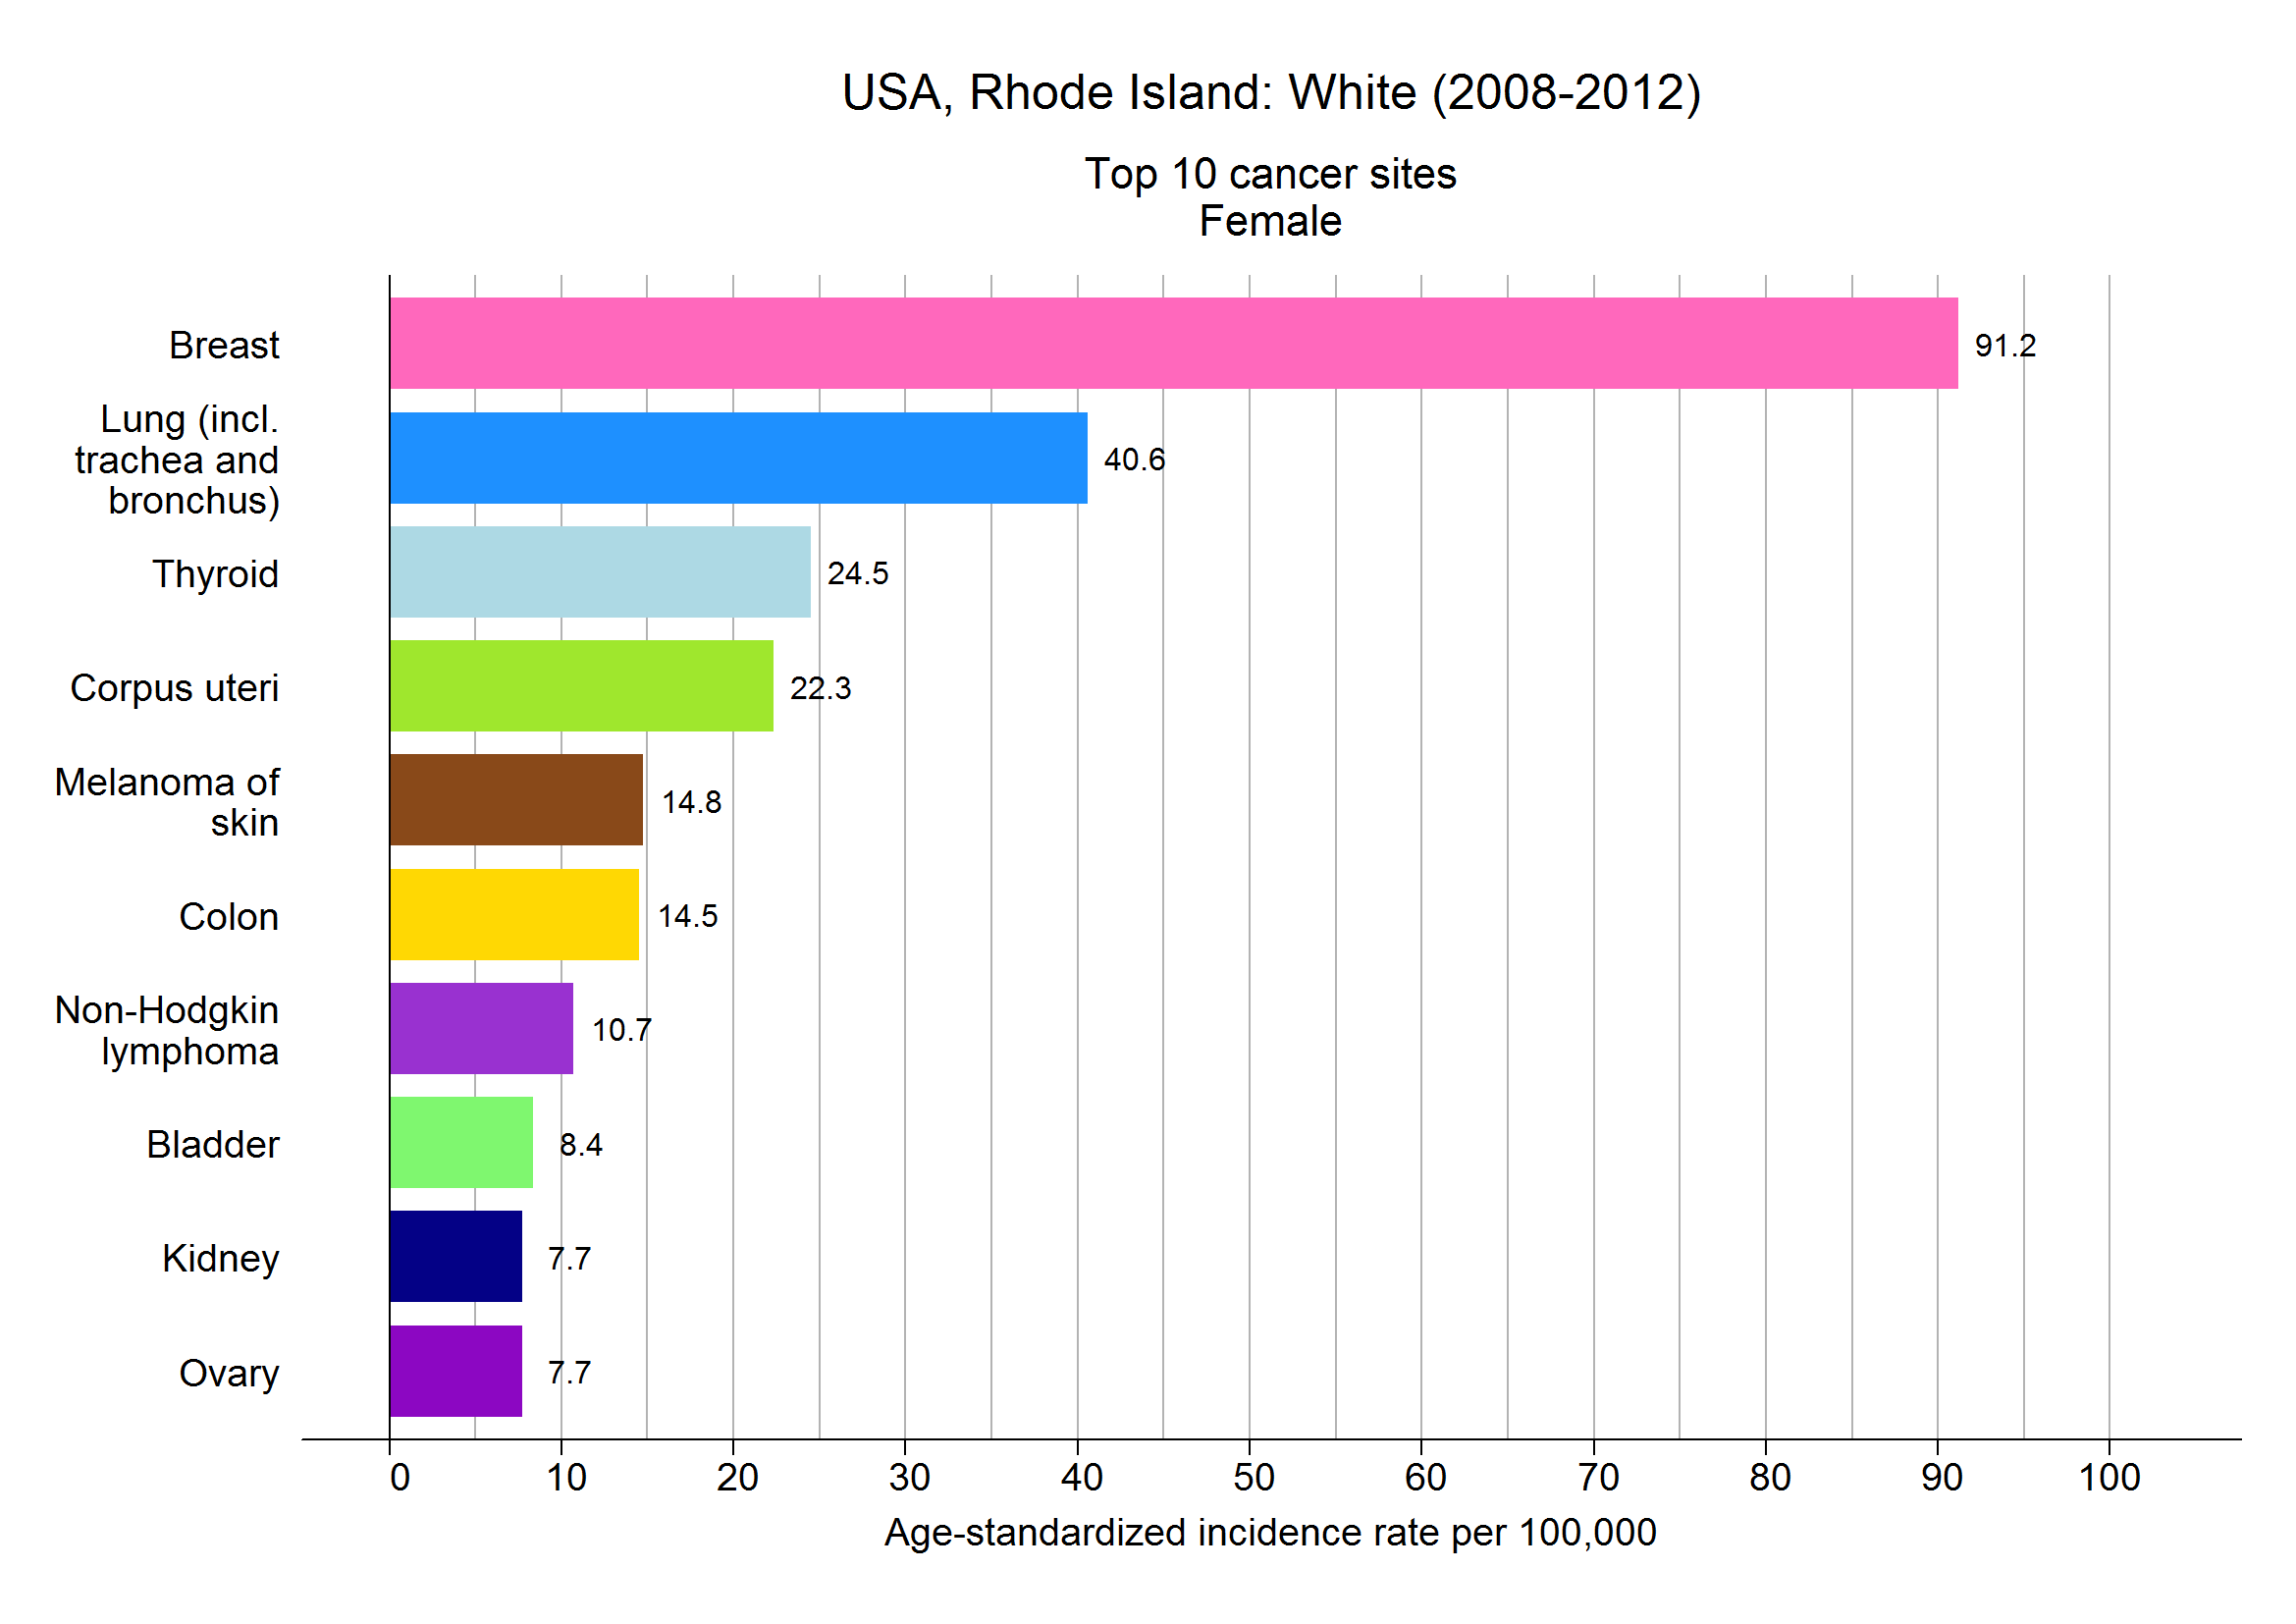 USA, Rhode Island: White (2008-2012)
Top 10 cancer sites
Female
Breast
91.2
Lung (incl.
trachea and
bronchus)
40.6
Thyroid
24.5
Corpus uteri
22.3
Melanoma of
skin
14.8
Colon
14.5
Non-Hodgkin
lymphoma
10.7
Bladder
8.4
Kidney
7.7
Ovary
7.7
0 10 20 30 40 50 60 70 80 90 100
Age-standardized incidence rate per 100,000